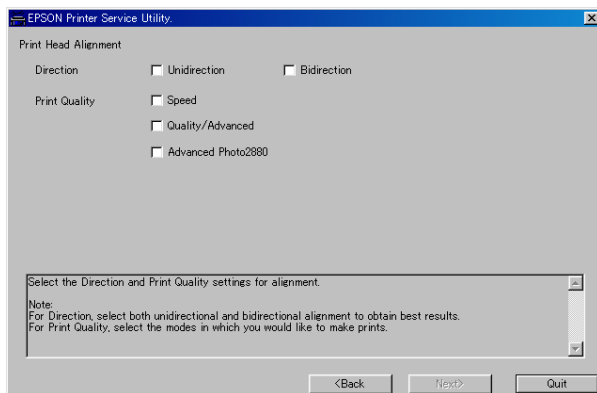 EPSON Printer Service Utility.
Print Head Alignment
Direction Unidirection Bidirection
Print Quality Speed
Quality/Advanced
Advanced Photo2880
Select the Direction and Print Quality settings for alignment.
Note:
For Direction, select both unidirectional and bidirectional alignment to obtain best results.
For Print Quality, select the modes in which you would like to make prints.
<Back Next> Quit